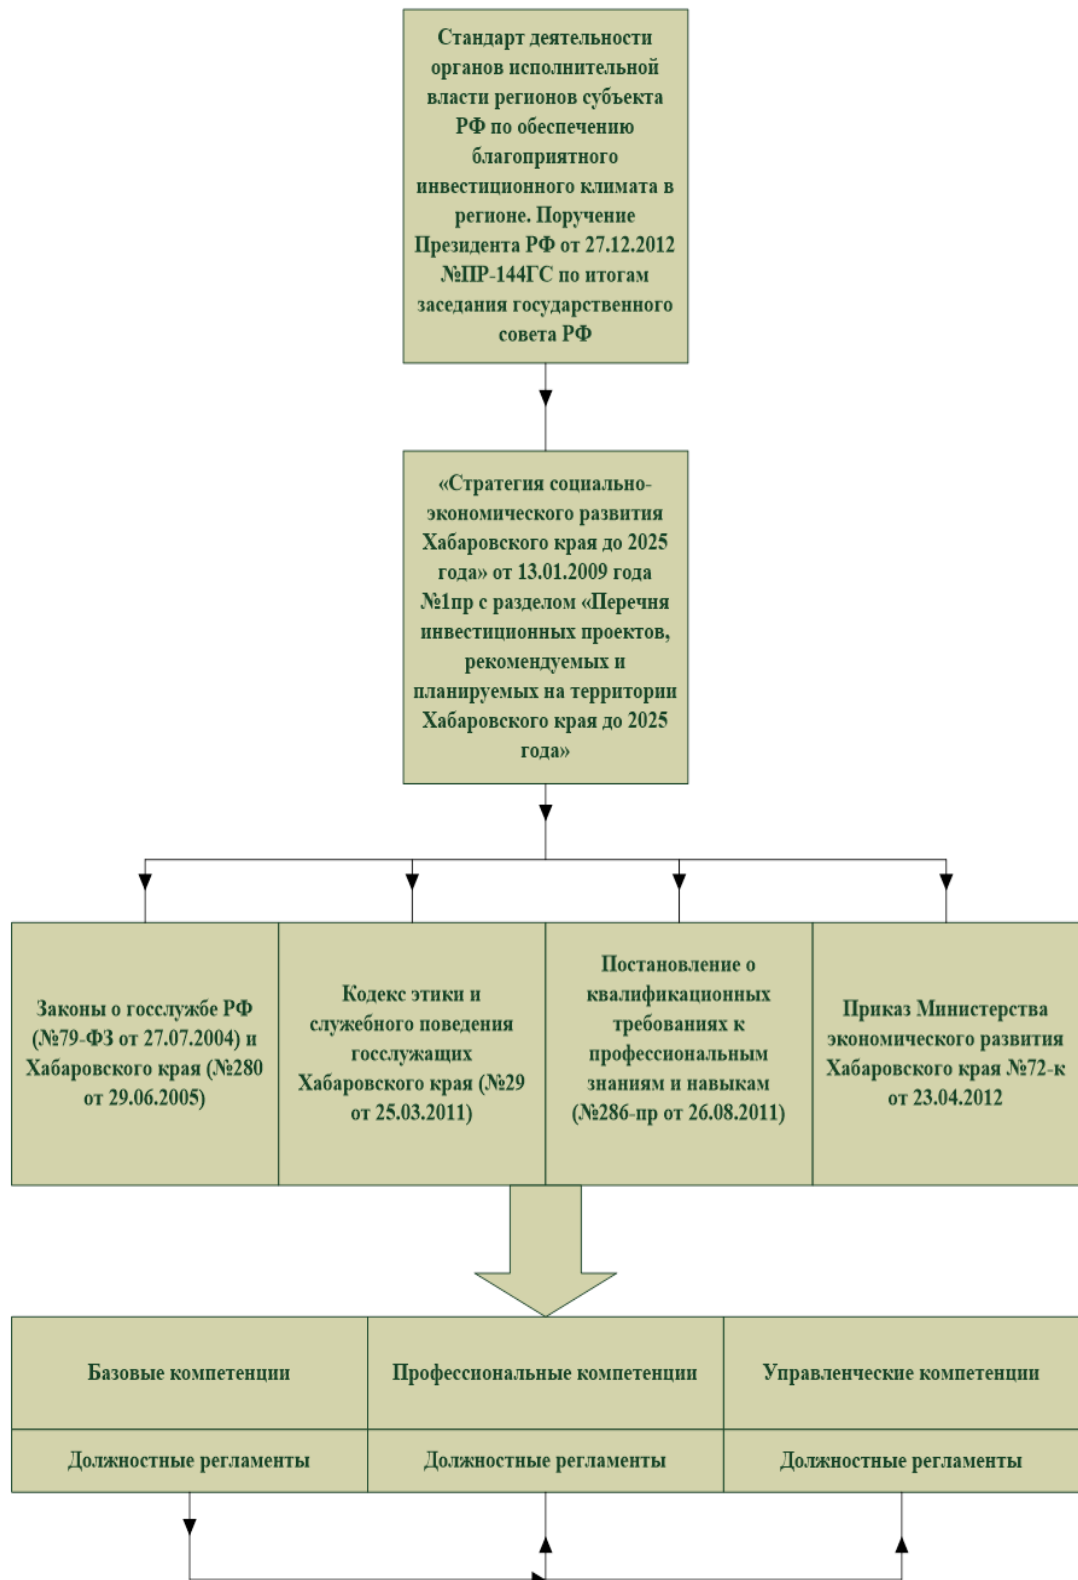 Стандарт деятельности
органов исполнительной
власти регионов субъекта
РФ по обеспечению
благоприятного
инвестиционного климата в
регионе. Поручение
Президента РФ от 27.12.2012
№ПР-144ГС по итогам
заседания государственного
совета РФ
«Стратегия социально-
экономического развития
Хабаровского края до 2025
года» от 13.01.2009 года
№1пр с разделом «Перечня
инвестиционных проектов,
рекомендуемых и
планируемых на территории
Хабаровского края до 2025
года»
Законы о госслужбе РФ
(№79-ФЗ от 27.07.2004) и
Хабаровского края (№280
от 29.06.2005)
Кодекс этики и
служебного поведения
госслужащих
Хабаровского края (№29
от 25.03.2011)
Постановление о
квалификационных
требованиях к
профессиональным
знаниям и навыкам
(№286-пр от 26.08.2011)
Приказ Министерства
экономического развития
Хабаровского края №72-к
от 23.04.2012
Базовые компетенции
Профессиональные компетенции
Управленческие компетенции
Должностные регламенты
Должностные регламенты
Должностные регламенты